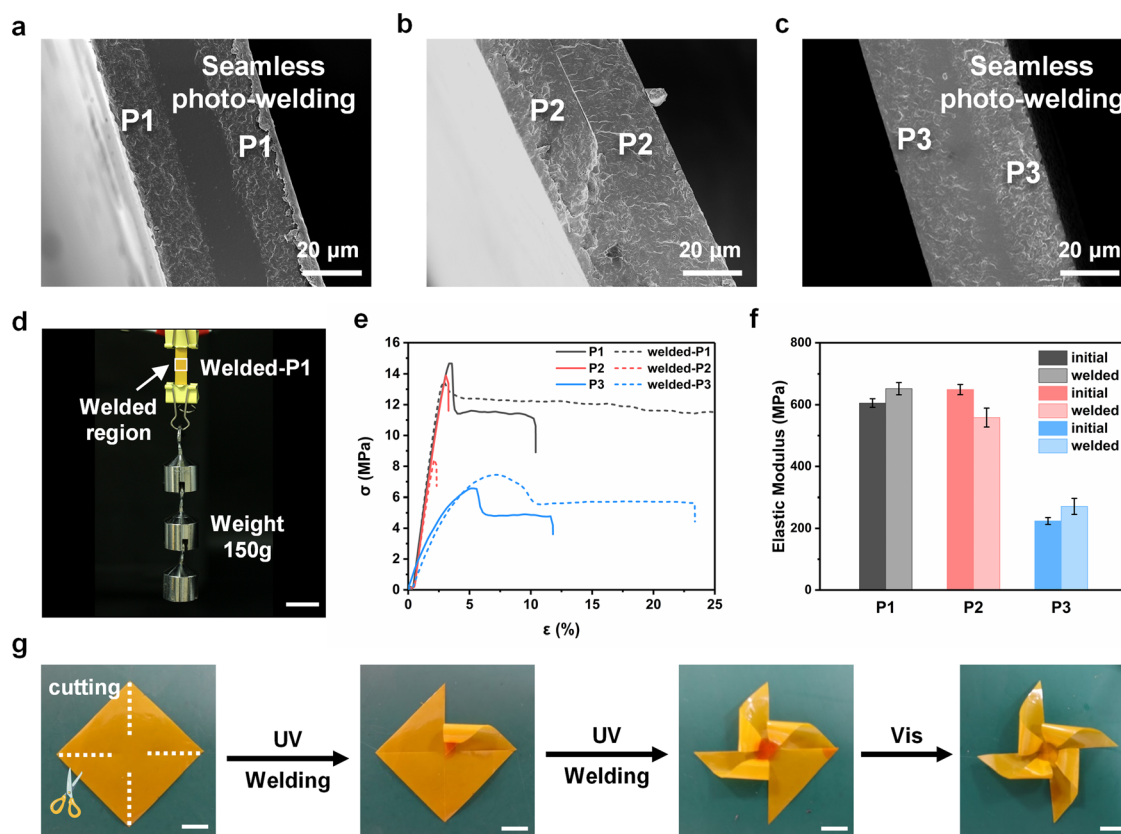 a
Seamless
photo-welding
P1
P1
20 µm
b
P2
P2
20 µm
c
Seamless
photo-welding
P3
P3
20 µm
d
Welded-P1
Welded
region
Weight
150g
e
16
14
12
10
8
6
4
2
0
σ (MPa)
0 5 10 15 20 25
ε (%)
P1 welded-P1
P2 welded-P2
P3 welded-P3
f
800
600
400
200
0
Elastic Modulus (MPa)
P1 P2 P3
initial
welded
initial
welded
initial
welded
g
cutting
UV
Welding
UV
Welding
Vis